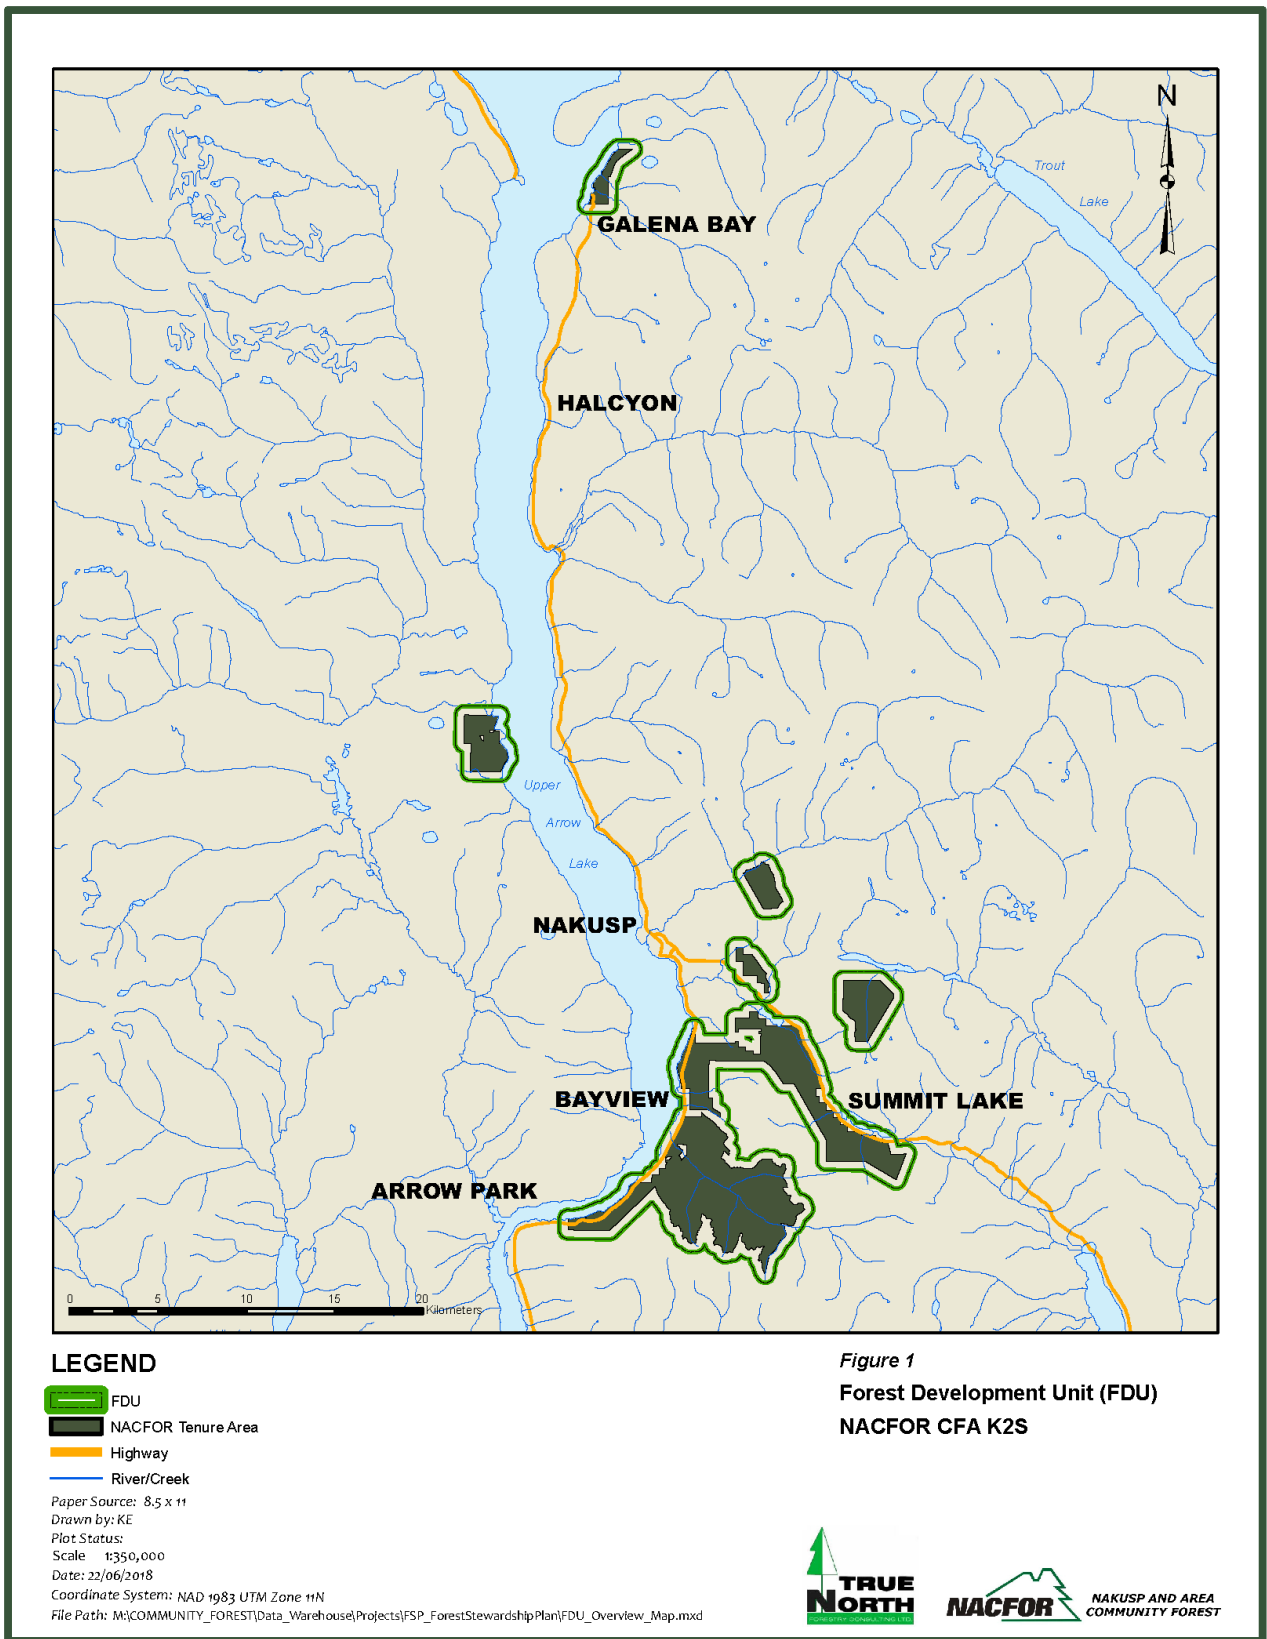 N
Trout
Lake
GALENA BAY
HALCYON
Upper
Arrow
Lake
NAKUSP
BAYVIEW
SUMMIT LAKE
ARROW PARK
0 5 10 15 20
Kilometers
LEGEND
FDU
NACFOR Tenure Area
Highway
River/Creek
Paper Source: 8.5 x 11
Drawn by: KE
Plot Status:
Scale 1:350,000
Date: 22/06/2018
Coordinate System: NAD 1983 UTM Zone 11N
File Path: M:\COMMUNITY_FOREST\Data_Warehouse\Projects\FSP_ForestStewardshipPlan\FDU_Overview_Map.mxd
Figure 1
Forest Development Unit (FDU)
NACFOR CFA K2S
TRUE
NORTH
FORESTRY CONSULTING LTD.
NACFOR
NAKUSP AND AREA
COMMUNITY FOREST